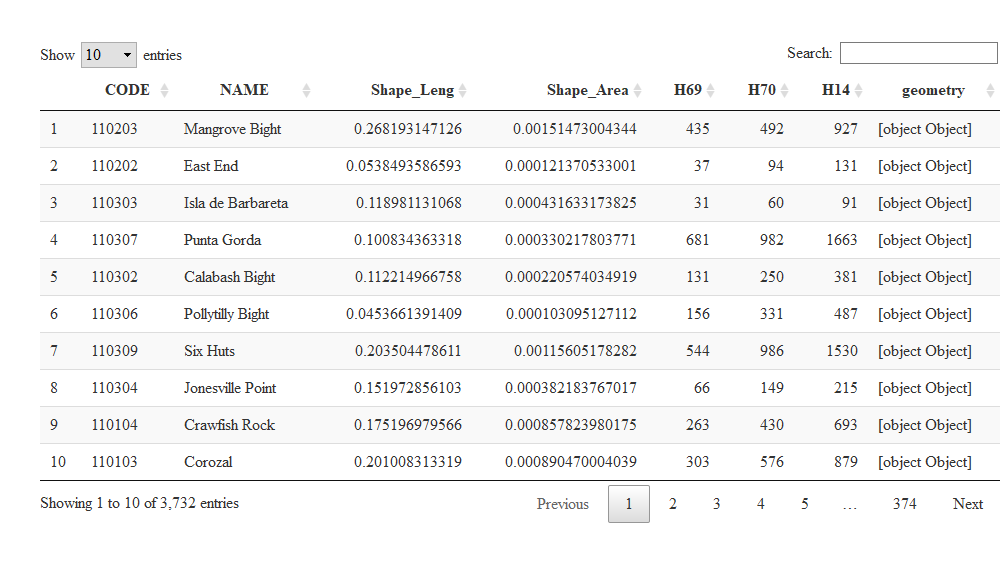 Show 10 entries Search:
CODE NAME Shape_Leng Shape_Area H69 H70 H14 geometry
1 110203 Mangrove Bight 0.268193147126 0.00151473004344 435 492 927 [object Object]
2 110202 East End 0.0538493586593 0.000121370533001 37 94 131 [object Object]
3 110303 Isla de Barbareta 0.118981131068 0.000431633173825 31 60 91 [object Object]
4 110307 Punta Gorda 0.100834363318 0.000330217803771 681 982 1663 [object Object]
5 110302 Calabash Bight 0.112214966758 0.000220574034919 131 250 381 [object Object]
6 110306 Pollytilly Bight 0.0453661391409 0.000103095127112 156 331 487 [object Object]
7 110309 Six Huts 0.203504478611 0.00115605178282 544 986 1530 [object Object]
8 110304 Jonesville Point 0.151972856103 0.000382183767017 66 149 215 [object Object]
9 110104 Crawfish Rock 0.175196979566 0.000857823980175 263 430 693 [object Object]
10 110103 Corozal 0.201008313319 0.000890470004039 303 576 879 [object Object]
Showing 1 to 10 of 3,732 entries Previous 1 2 3 4 5 … 374 Next